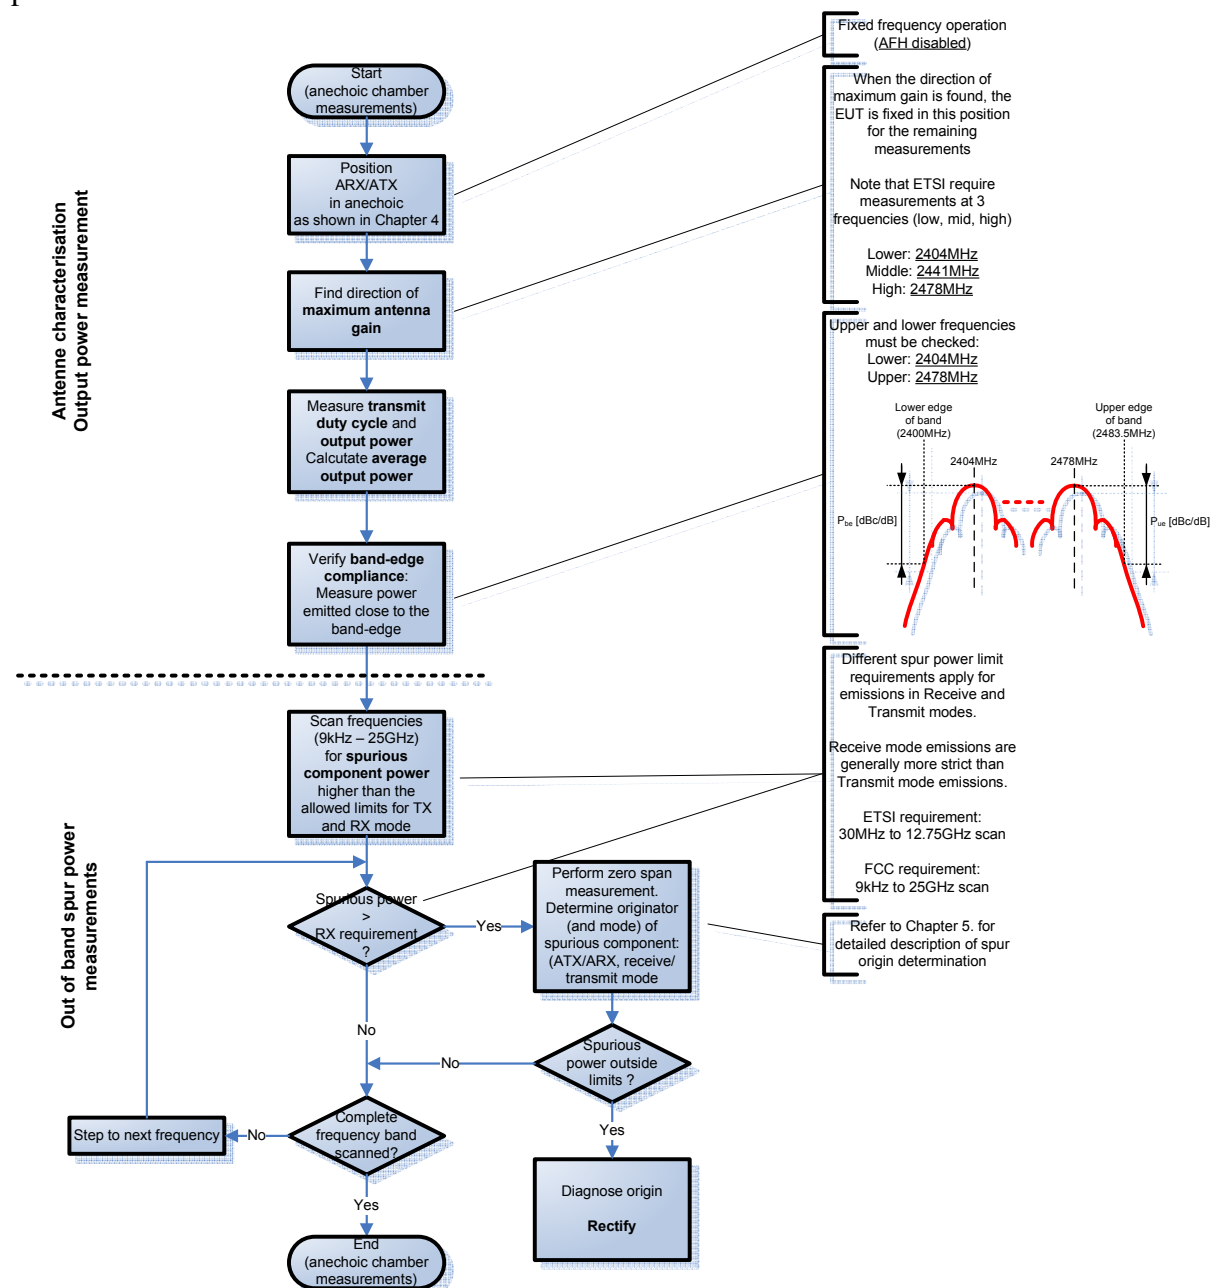 Start
(anechoic chamber
measurements)
Position
ARX/ATX
in anechoic
as shown in Chapter 4
Find direction of
maximum antenna
gain
Measure transmit
duty cycle and
output power
Calcutate average
output power
Verify band-edge
compliance:
Measure power
emitted close to the
band-edge
Antenne characterisation
Output power measurement
Fixed frequency operation
(AFH disabled)
When the direction of
maximum gain is found, the
EUT is fixed in this position
for the remaining
measurements
Note that ETSI require
measurements at 3
frequencies (low, mid, high)
Lower: 2404MHz
Middle: 2441MHz
High: 2478MHz
Upper and lower frequencies
must be checked:
Lower: 2404MHz
Upper: 2478MHz
Lower edge
of band
(2400MHz)
Upper edge
of band
(2483.5MHz)
2404MHz
2478MHz
Pbe [dBc/dB]
Pue [dBc/dB]
Scan frequencies
(9kHz – 25GHz)
for spurious
component power
higher than the
allowed limits for TX
and RX mode
Different spur power limit
requirements apply for
emissions in Receive and
Transmit modes.
Receive mode emissions are
generally more strict than
Transmit mode emissions.
ETSI requirement:
30MHz to 12.75GHz scan
FCC requirement:
9kHz to 25GHz scan
Out of band spur power
measurements
Spurious power
>
RX requirement
?
Yes
Perform zero span
measurement.
Determine originator
(and mode) of
spurious component:
(ATX/ARX, receive/
transmit mode
Refer to Chapter 5. for
detailed description of spur
origin determination
No
Spurious
power outside
limits ?
No
Yes
Complete
frequency band
scanned?
No
Step to next frequency
Yes
Diagnose origin
Rectify
End
(anechoic chamber
measurements)